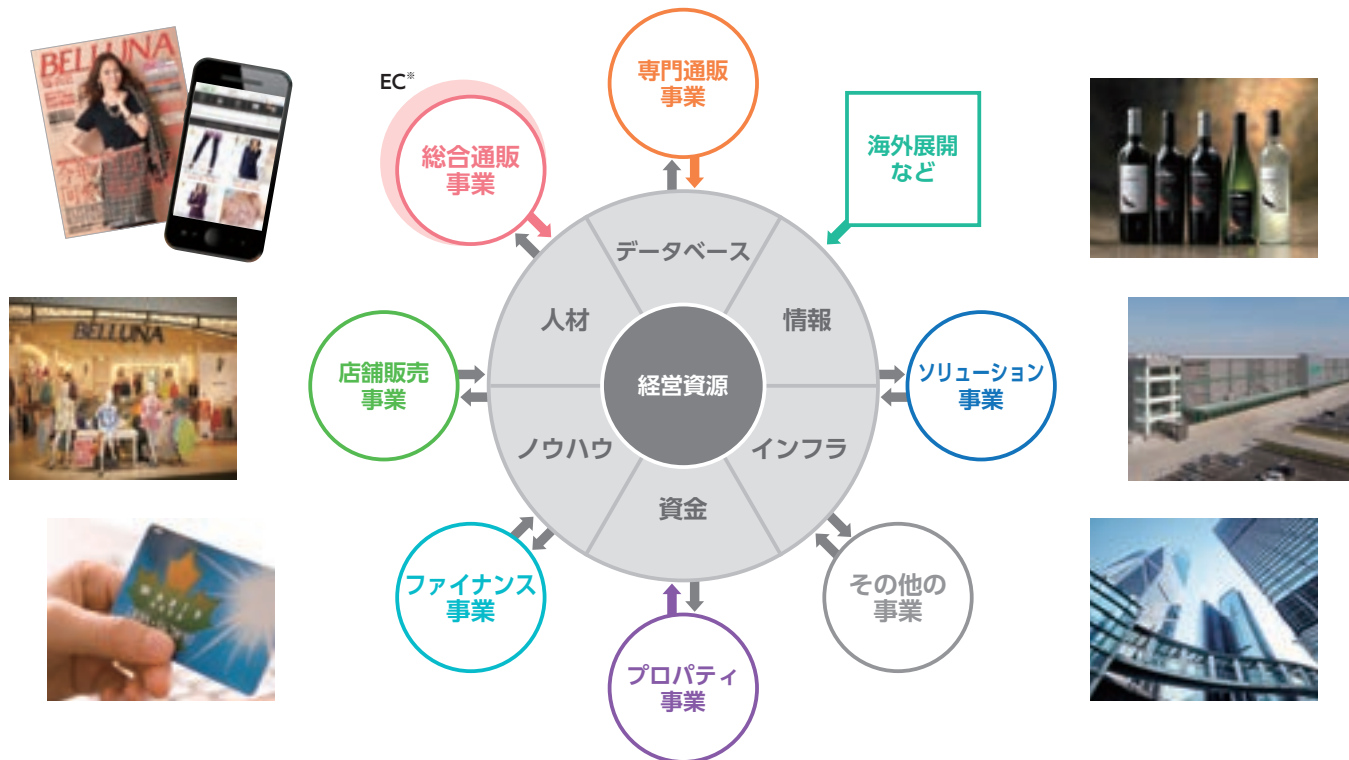 BELLUNA
EC※
専門通販
事業
総合通販
事業
海外展開
など
データベース
人材
情報
BELLUNA
店舗販売
事業
経営資源
ソリューション
事業
ノウハウ
インフラ
資金
ファイナンス
事業
その他の
事業
プロパティ
事業